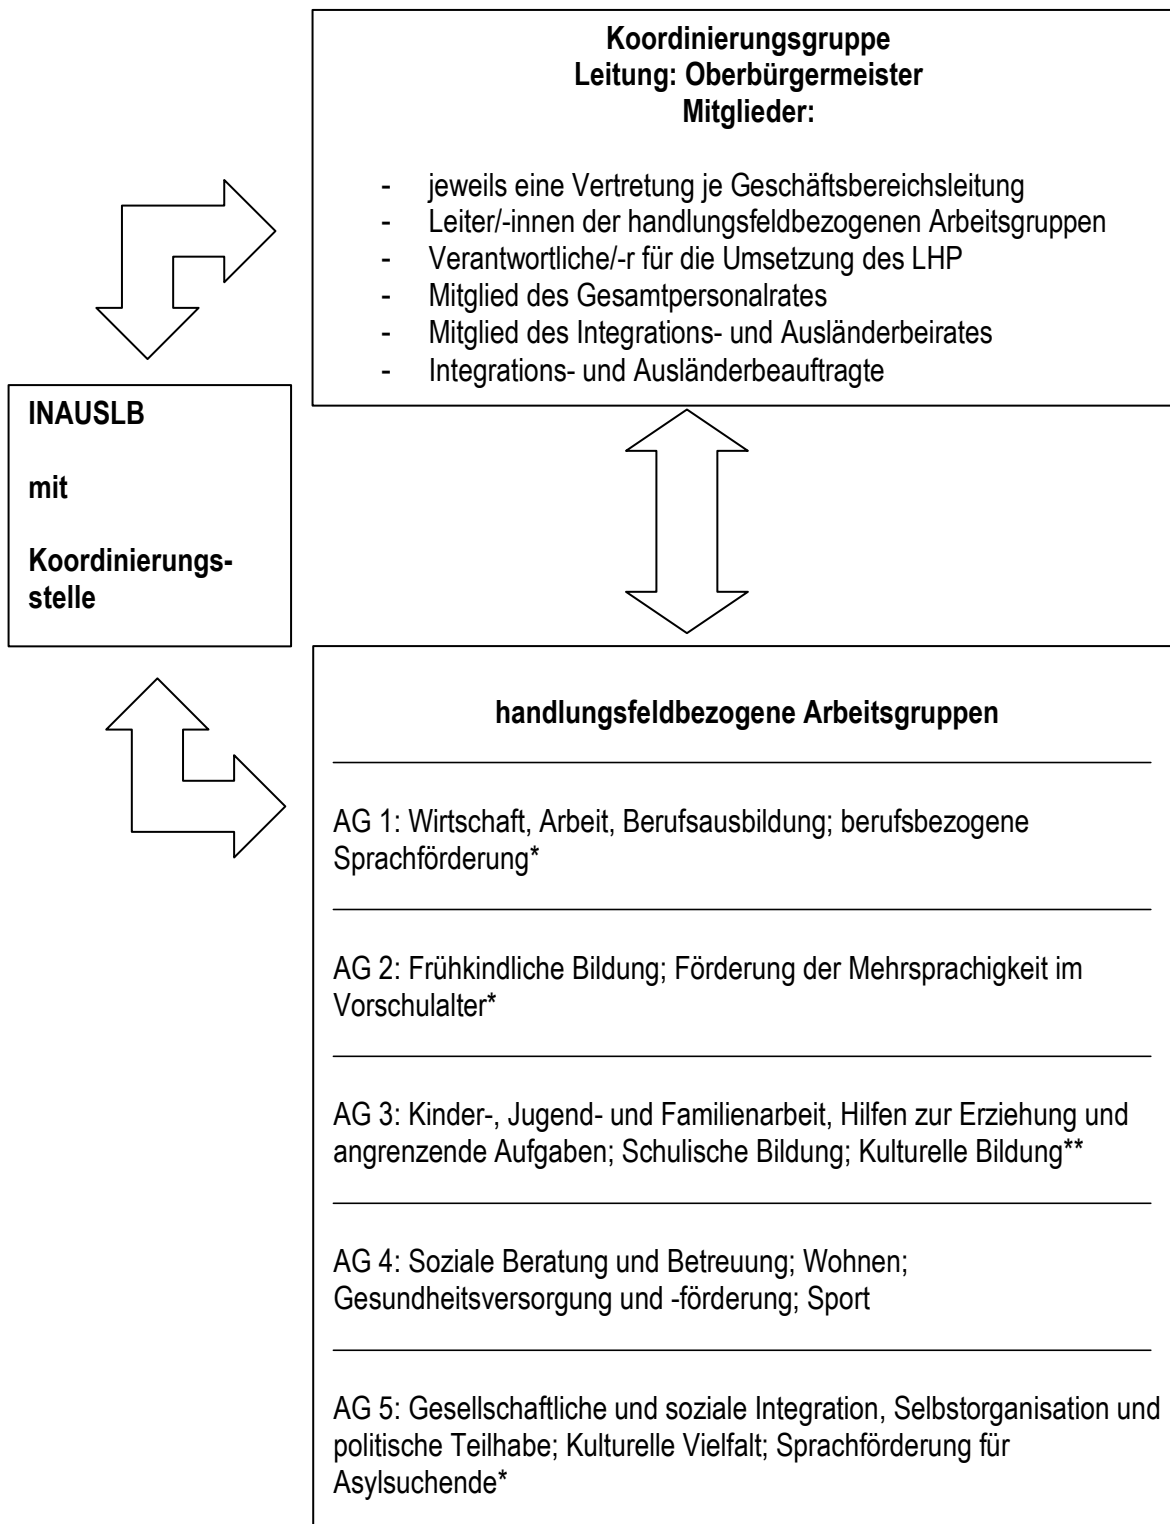 Koordinierungsgruppe
Leitung: Oberbürgermeister
Mitglieder:
- jeweils eine Vertretung je Geschäftsbereichsleitung
- Leiter/-innen der handlungsfeldbezogenen Arbeitsgruppen
- Verantwortliche/-r für die Umsetzung des LHP
- Mitglied des Gesamtpersonalrates
- Mitglied des Integrations- und Ausländerbeirates
- Integrations- und Ausländerbeauftragte
INAUSLB
mit
Koordinierungs-
stelle
handlungsfeldbezogene Arbeitsgruppen
AG 1: Wirtschaft, Arbeit, Berufsausbildung; berufsbezogene
Sprachförderung*
AG 2: Frühkindliche Bildung; Förderung der Mehrsprachigkeit im
Vorschulalter*
AG 3: Kinder-, Jugend- und Familienarbeit, Hilfen zur Erziehung und
angrenzende Aufgaben; Schulische Bildung; Kulturelle Bildung**
AG 4: Soziale Beratung und Betreuung; Wohnen;
Gesundheitsversorgung und -förderung; Sport
AG 5: Gesellschaftliche und soziale Integration, Selbstorganisation und
politische Teilhabe; Kulturelle Vielfalt; Sprachförderung für
Asylsuchende*